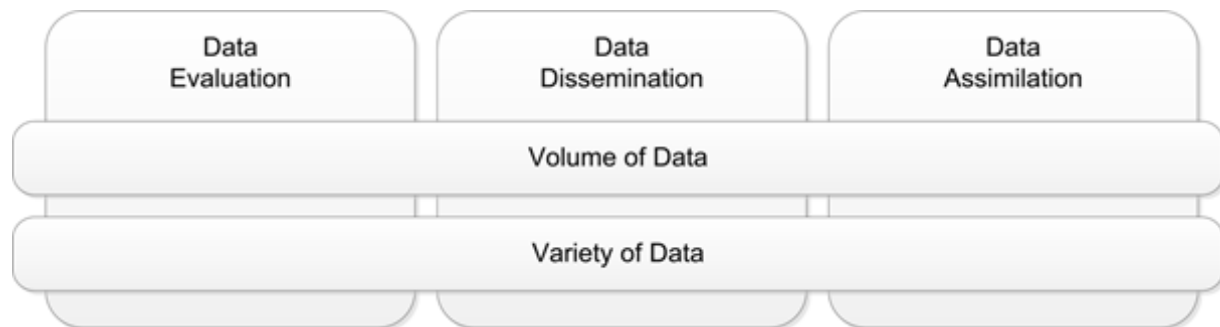 Data
Evaluation
Data
Dissemination
Data
Assimilation
Volume of Data
Variety of Data